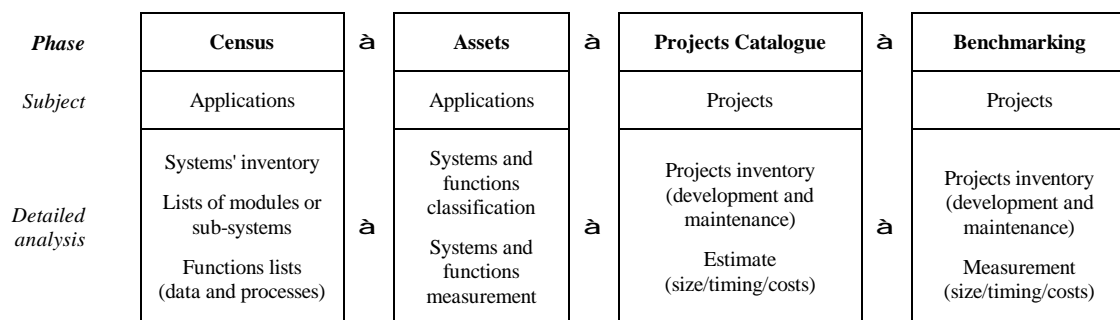 Phase Census à Assets à Projects Catalogue à Benchmarking
Subject Applications Applications Projects Projects
Detailed analysis
Systems' inventory
Lists of modules or
sub-systems
Functions lists
(data and processes)
à
Systems and
functions
classification
Systems and
functions
measurement
à
Projects inventory
(development and
maintenance)
Estimate
(size/timing/costs)
à
Projects inventory
(development and
maintenance)
Measurement
(size/timing/costs)